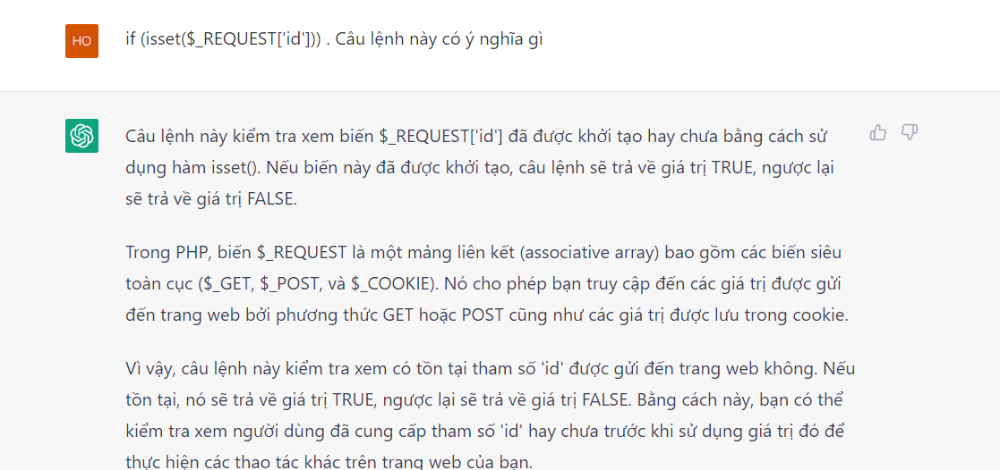 HO
if (isset($_REQUEST['id'])) . Câu lệnh này có ý nghĩa gì
Câu lệnh này kiểm tra xem biến $_REQUEST['id'] đã được khởi tạo hay chưa bằng cách sử
dụng hàm isset(). Nếu biến này đã được khởi tạo, câu lệnh sẽ trả về giá trị TRUE, ngược lại
sẽ trả về giá trị FALSE.
Trong PHP, biến $_REQUEST là một mảng liên kết (associative array) bao gồm các biến siêu
toàn cục ($_GET, $_POST, và $_COOKIE). Nó cho phép bạn truy cập đến các giá trị được gửi
đến trang web bởi phương thức GET hoặc POST cũng như các giá trị được lưu trong cookie.
Vì vậy, câu lệnh này kiểm tra xem có tồn tại tham số 'id' được gửi đến trang web không. Nếu
tồn tại, nó sẽ trả về giá trị TRUE, ngược lại sẽ trả về giá trị FALSE. Bằng cách này, bạn có thể
kiểm tra xem người dùng đã cung cấp tham số 'id' hay chưa trước khi sử dụng giá trị đó để
thực hiện các thao tác khác trên trang web của bạn.